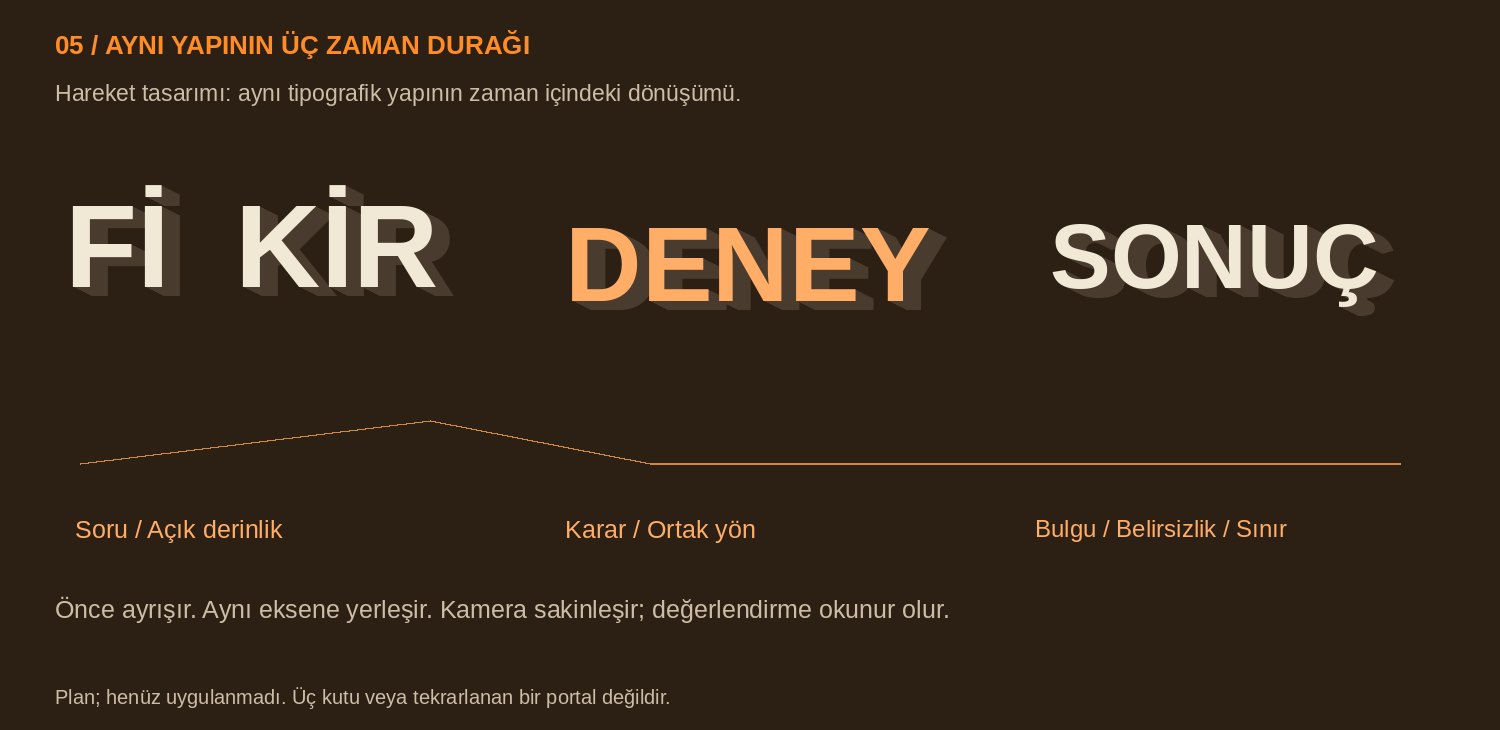 05 / AYNI YAPININ ÜÇ ZAMAN DURAĞI
Hareket tasarımı: aynı tipografik yapının zaman içindeki dönüşümü.
Fİ KİR DENEY SONUÇ
Soru / Açık derinlik Karar / Ortak yön Bulgu / Belirsizlik / Sınır
Önce ayrışır. Aynı eksene yerleşir. Kamera sakinleşir; değerlendirme okunur olur.
Plan; henüz uygulanmadı. Üç kutu veya tekrarlanan bir portal değildir.